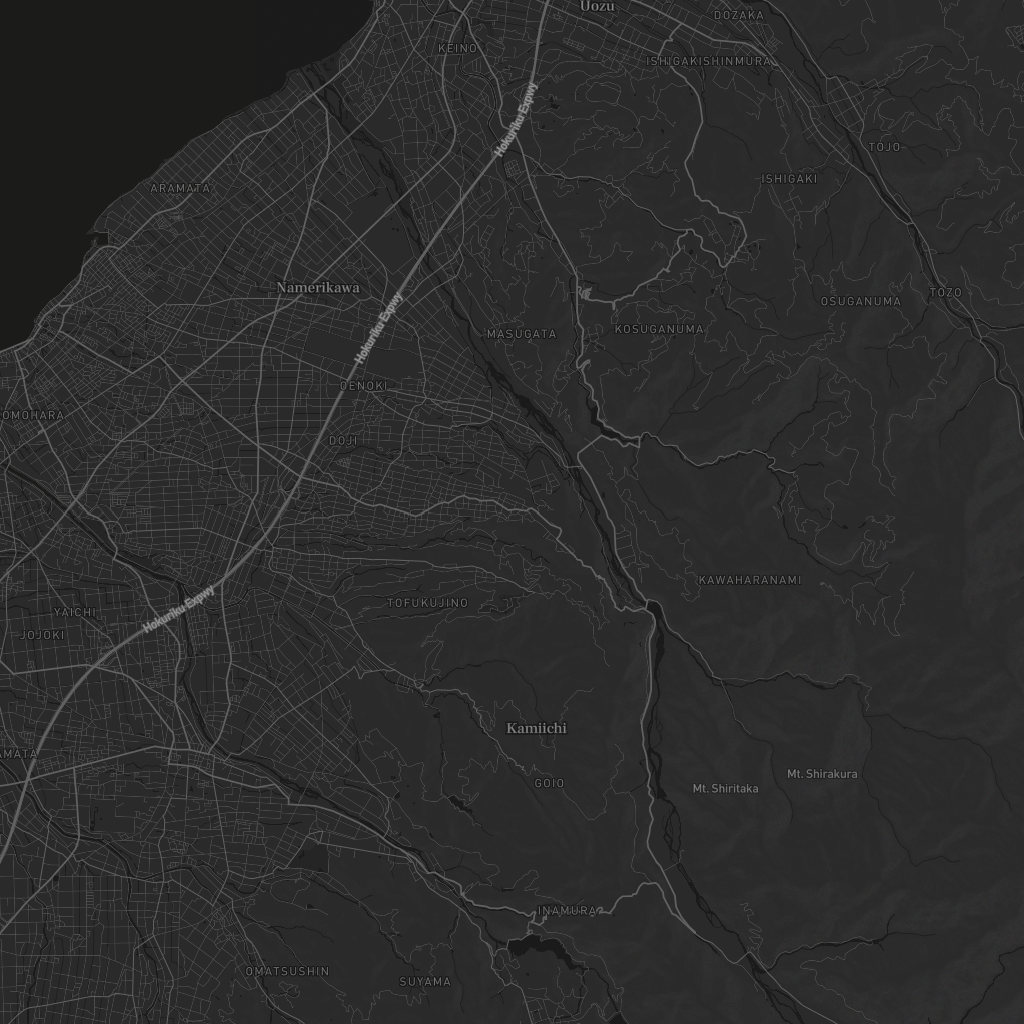 Uozu
DOZAKA
KEINO
ISHIGAKISHINMURA
Hokuriku Expwy
TOJO
ISHIGAKI
ARAMATA
Namerikawa
TOZO
OSUGANUMA
Hokuriku Expwy
KOSUGANUMA
MASUGATA
DENOKI
OMOHARA
DOJI
KAWAHARANAMI
TOFUKUJINO
Hokuriku Expwy
YAICHI
JOJOKI
Kamiichi
AMATA
Mt. Shirakura
GOIO
Mt. Shiritaka
INAMURA
OMATSUSHIN
SUYAMA